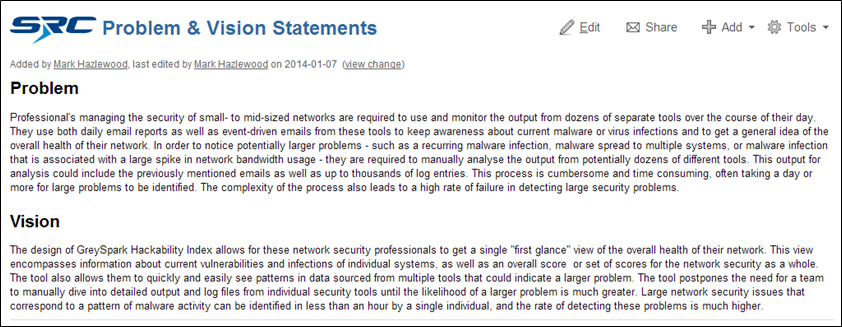 SRC Problem & Vision Statements
Edit Share Add Tools
Added by Mark Hazlewood, last edited by Mark Hazlewood on 2014-01-07 (view change)
Problem
Professional's managing the security of small- to mid-sized networks are required to use and monitor the output from dozens of separate tools over the course of their day.
They use both daily email reports as well as event-driven emails from these tools to keep awareness about current malware or virus infections and to get a general idea of the
overall health of their network. In order to notice potentially larger problems - such as a recurring malware infection, malware spread to multiple systems, or malware infection
that is associated with a large spike in network bandwidth usage - they are required to manually analyse the output from potentially dozens of different tools. This output for
analysis could include the previously mentioned emails as well as up to thousands of log entries. This process is cumbersome and time consuming, often taking a day or
more for large problems to be identified. The complexity of the process also leads to a high rate of failure in detecting large security problems.
Vision
The design of GreySpark Hackability Index allows for these network security professionals to get a single "first glance" view of the overall health of their network. This view
encompasses information about current vulnerabilities and infections of individual systems, as well as an overall score or set of scores for the network security as a whole.
The tool also allows them to quickly and easily see patterns in data sourced from multiple tools that could indicate a larger problem. The tool postpones the need for a team
to manually dive into detailed output and log files from individual security tools until the likelihood of a larger problem is much greater. Large network security issues that
correspond to a pattern of malware activity can be identified in less than an hour by a single individual, and the rate of detecting these problems is much higher.